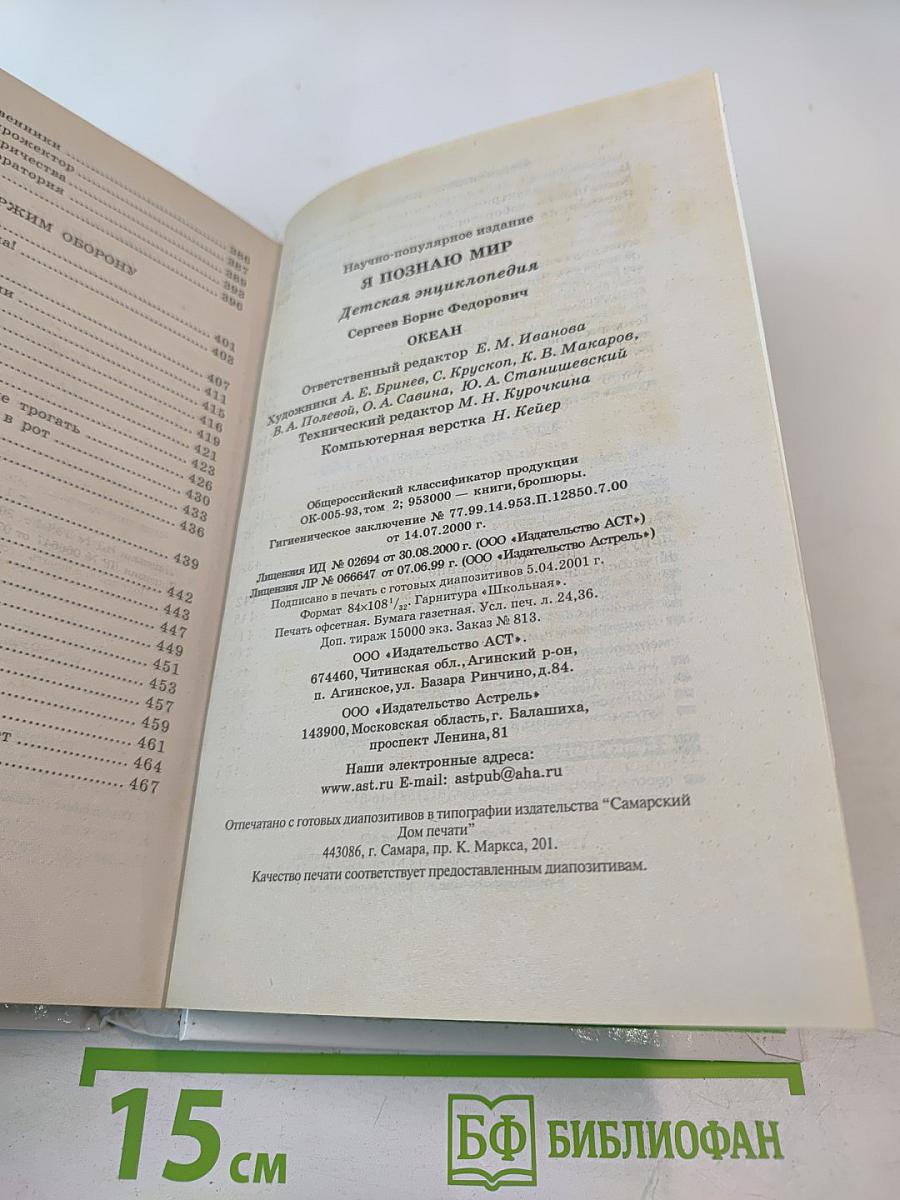 прожектор
386
387
389
393
396
РЖИМ ОБОРОНУ
401
403
407
411
415
416
419
е трогать
421
в рот
423
426
430
433
436
439
442
443
447
449
451
453
457
459
461
464
467
Научно-популярное издание
Я ПОЗНАЮ МИР
Детская энциклопедия
Сергеев Борис Федорович
ОКЕАН
Ответственный редактор Е. М. Иванова
Художники А. Е. Бринев, С. Крускоп, К. В. Макаров,
В. А. Полевой, О. А. Савина, Ю. А. Станишевский
Технический редактор М. Н. Курочкина
Компьютерная верстка Н. Кейер
Общероссийский классификатор продукции
ОК-005-93, том 2; 953000 — книги, брошюры.
Гигиеническое заключение № 77.99.14.953.П.12850.7.00
от 14.07.2000 г.
Лицензия ИД № 02694 от 30.08.2000 г. (ООО «Издательство АСТ»)
Лицензия ЛР № 066647 от 07.06.99 г. (ООО «Издательство Астрель»)
Подписано в печать с готовых диапозитивов 5.04.2001 г.
Формат 84×108 1/32. Гарнитура «Школьная».
Печать офсетная. Бумага газетная. Усл. печ. л. 24,36.
Доп. тираж 15000 экз. Заказ № 813.
ООО «Издательство АСТ».
674460, Читинская обл., Агинский р-он,
п. Агинское, ул. Базара Ринчино, д.84.
ООО «Издательство Астрель»
143900, Московская область, г. Балашиха,
проспект Ленина, 81
Наши электронные адреса:
www.ast.ru E-mail: astpub@aha.ru
Отпечатано с готовых диапозитивов в типографии издательства “Самарский
Дом печати”
443086, г. Самара, пр. К. Маркса, 201.
Качество печати соответствует предоставленным диапозитивам.
15 см
БФ БИБЛИОФАН